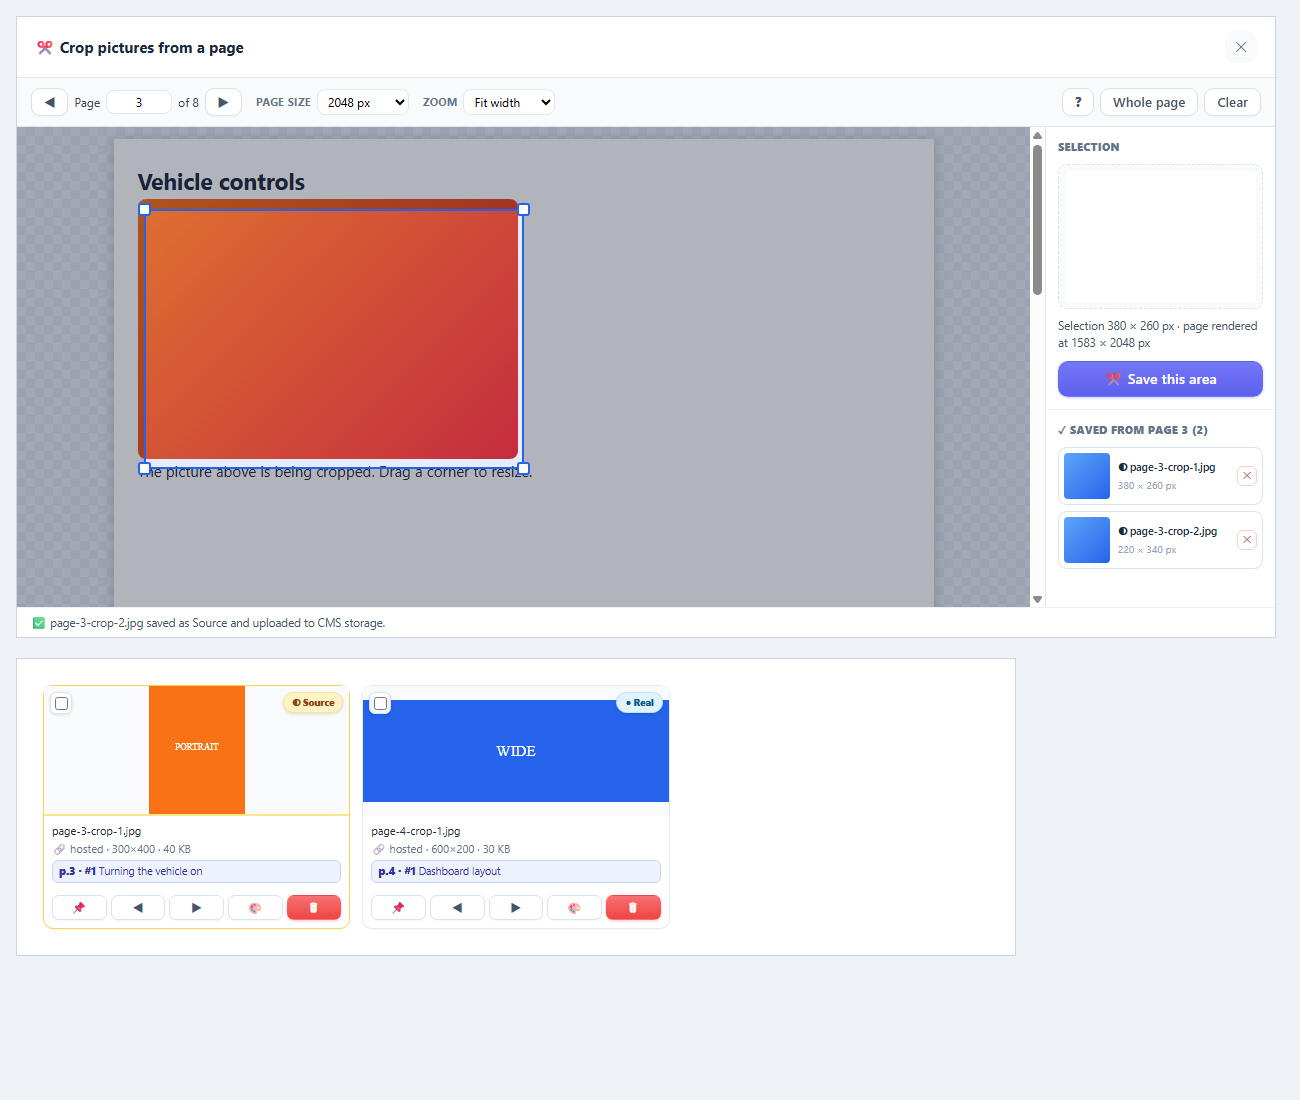 Crop pictures from a page
Page 3 of 8 PAGE SIZE 2048 px ZOOM Fit width ? Whole page Clear
Vehicle controls
The picture above is being cropped. Drag a corner to resize.
SELECTION
Selection 380 × 260 px · page rendered
at 1583 × 2048 px
Save this area
✓ SAVED FROM PAGE 3 (2)
page-3-crop-1.jpg
380 × 260 px
page-3-crop-2.jpg
220 × 340 px
page-3-crop-2.jpg saved as Source and uploaded to CMS storage.
Source
PORTRAIT
page-3-crop-1.jpg
hosted · 300×400 · 40 KB
p.3 · #1 Turning the vehicle on
Real
WIDE
page-4-crop-1.jpg
hosted · 600×200 · 30 KB
p.4 · #1 Dashboard layout